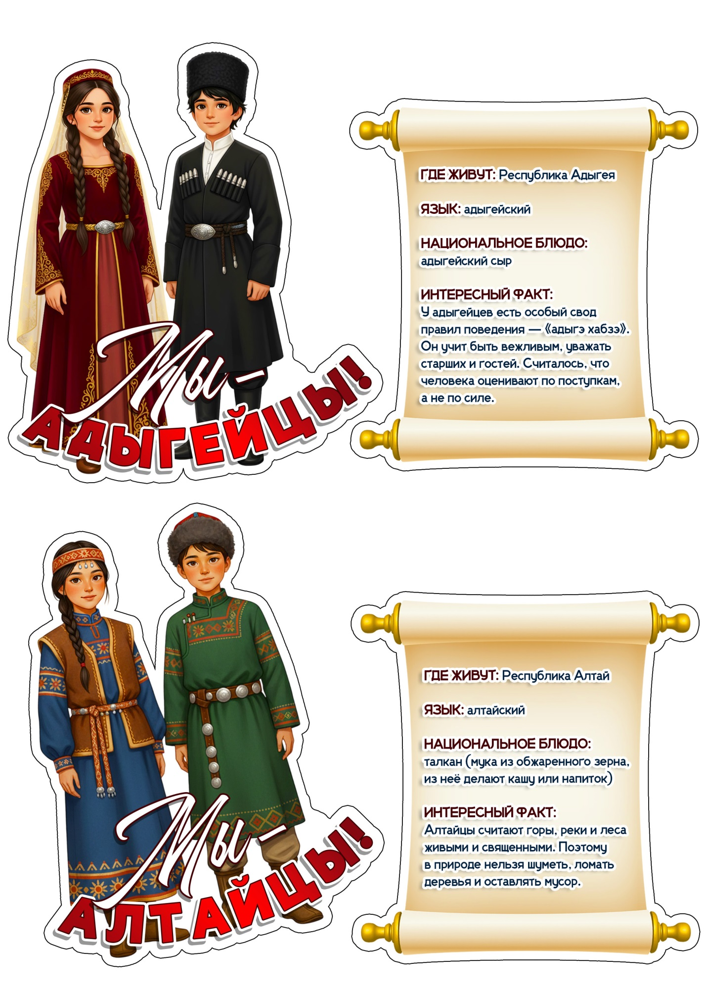 Мы –
АДЫГЕЙЦЫ!
ГДЕ ЖИВУТ: Республика Адыгея
ЯЗЫК: адыгейский
НАЦИОНАЛЬНОЕ БЛЮДО:
адыгейский сыр
ИНТЕРЕСНЫЙ ФАКТ:
У адыгейцев есть особый свод
правил поведения — «адыгэ хабзэ».
Он учит быть вежливым, уважать
старших и гостей. Считалось, что
человека оценивают по поступкам,
а не по силе.
Мы –
АЛТАЙЦЫ!
ГДЕ ЖИВУТ: Республика Алтай
ЯЗЫК: алтайский
НАЦИОНАЛЬНОЕ БЛЮДО:
талкан (мука из обжаренного зерна,
из неё делают кашу или напиток)
ИНТЕРЕСНЫЙ ФАКТ:
Алтайцы считают горы, реки и леса
живыми и священными. Поэтому
в природе нельзя шуметь, ломать
деревья и оставлять мусор.